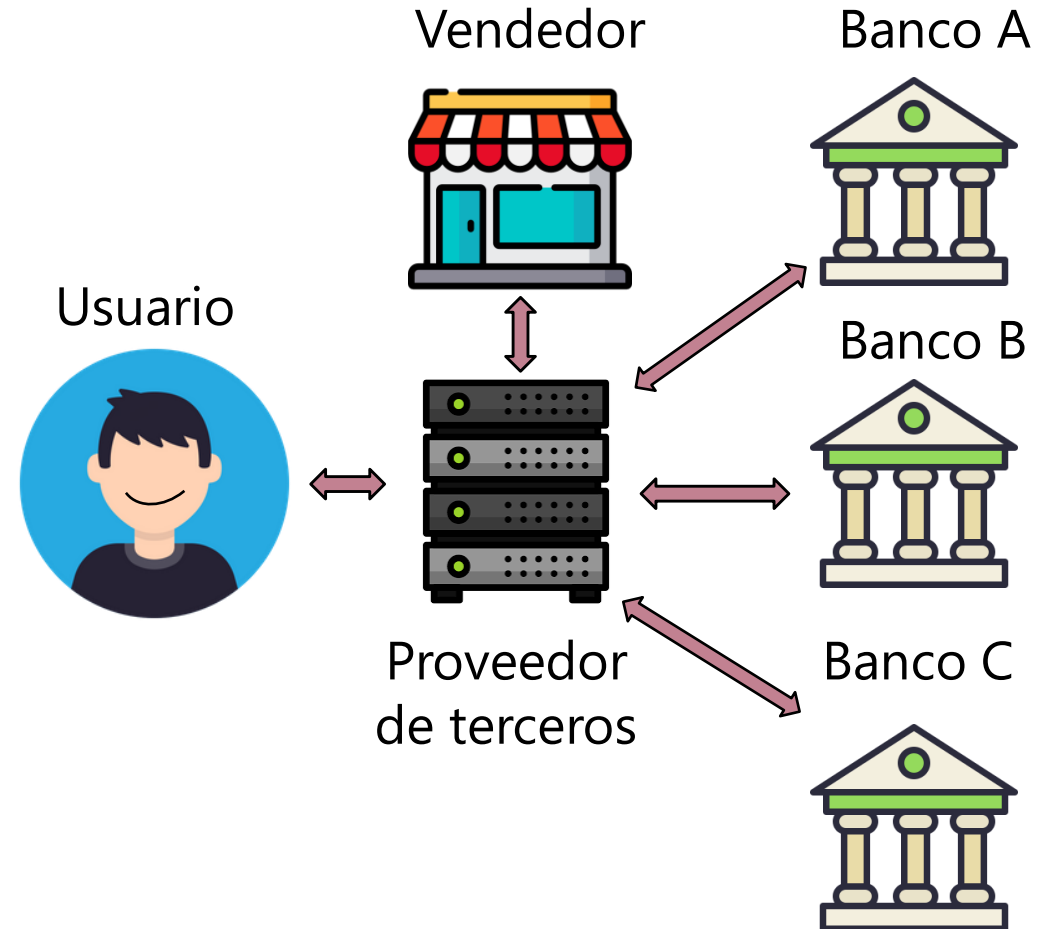 Vendedor
Banco A
Usuario
Banco B
Proveedor
de terceros
Banco C